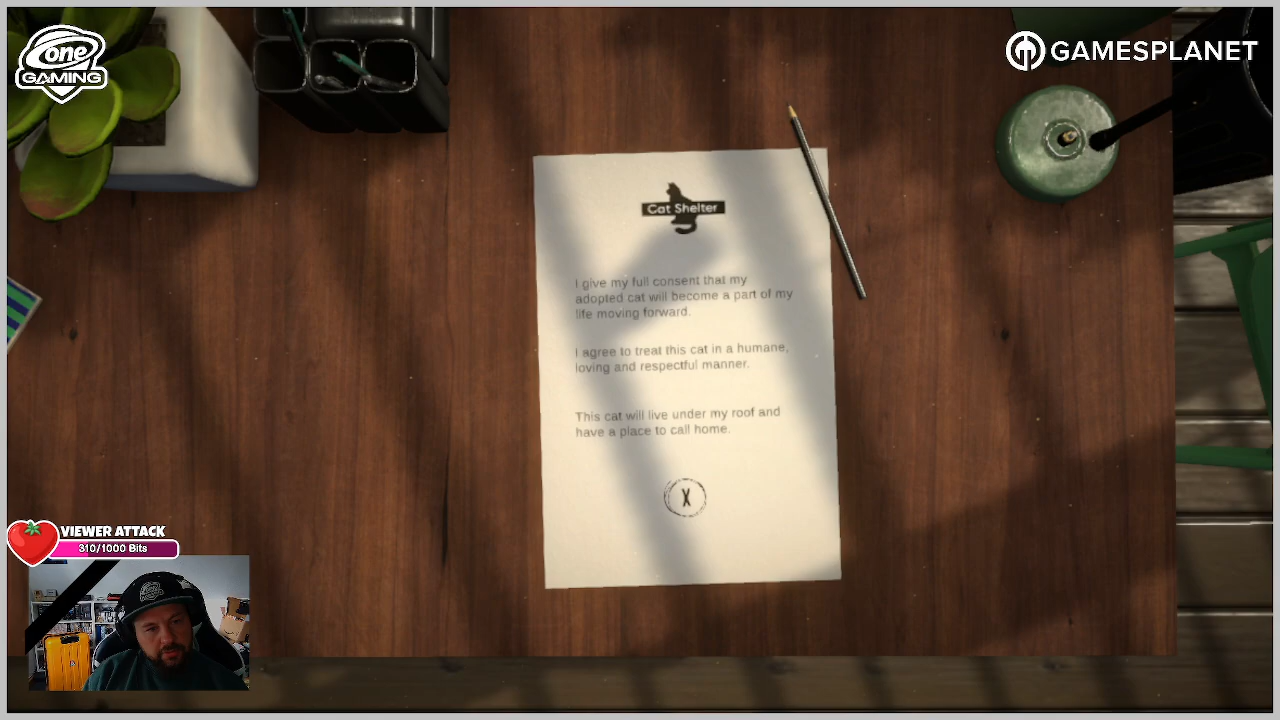 one
GAMING
GAMESPLANET
Cat Shelter
I give my full consent that my
adopted cat will become a part of my
life moving forward.
I agree to treat this cat in a humane,
loving and respectful manner.
This cat will live under my roof and
have a place to call home.
X
VIEWER ATTACK
310/1000 Bits
one